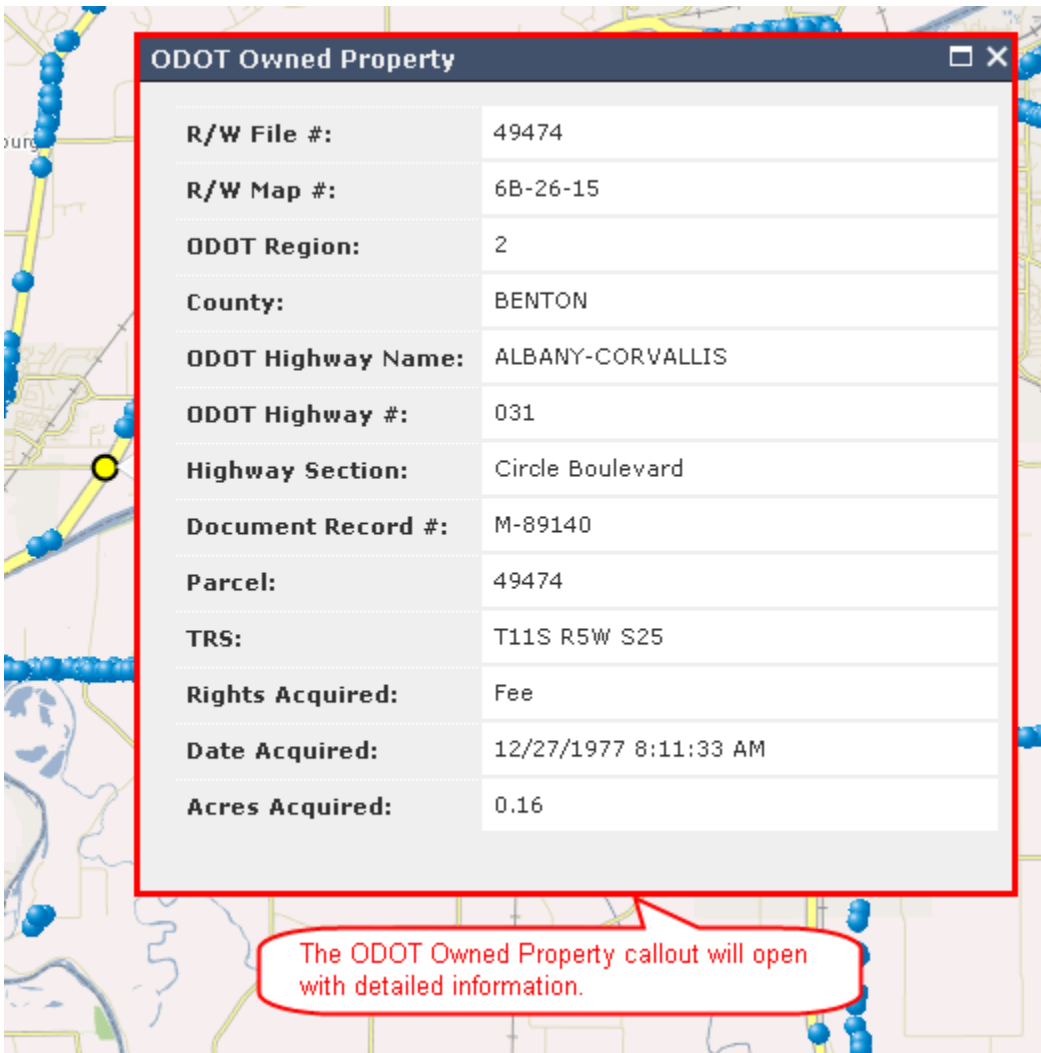 ODOT Owned Property
R/W File #: 49474
R/W Map #: 6B-26-15
ODOT Region: 2
County: BENTON
ODOT Highway Name: ALBANY-CORVALLIS
ODOT Highway #: 031
Highway Section: Circle Boulevard
Document Record #: M-89140
Parcel: 49474
TRS: T11S R5W S25
Rights Acquired: Fee
Date Acquired: 12/27/1977 8:11:33 AM
Acres Acquired: 0.16
The ODOT Owned Property callout will open
with detailed information.